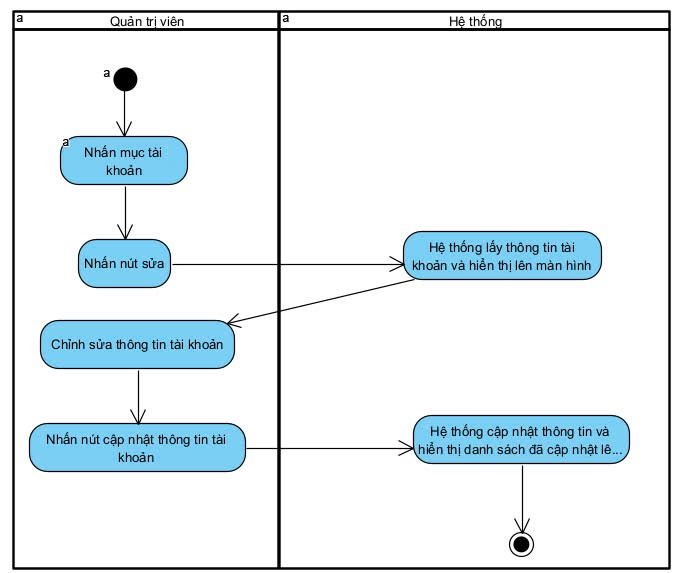 a
Quản trị viên
a
Hệ thống
a
a
Nhấn mục tài
khoản
Nhấn nút sửa
Hệ thống lấy thông tin tài
khoản và hiển thị lên màn hình
Chỉnh sửa thông tin tài khoản
Nhấn nút cập nhật thông tin tài
khoản
Hệ thống cập nhật thông tin và
hiển thị danh sách đã cập nhật lê...